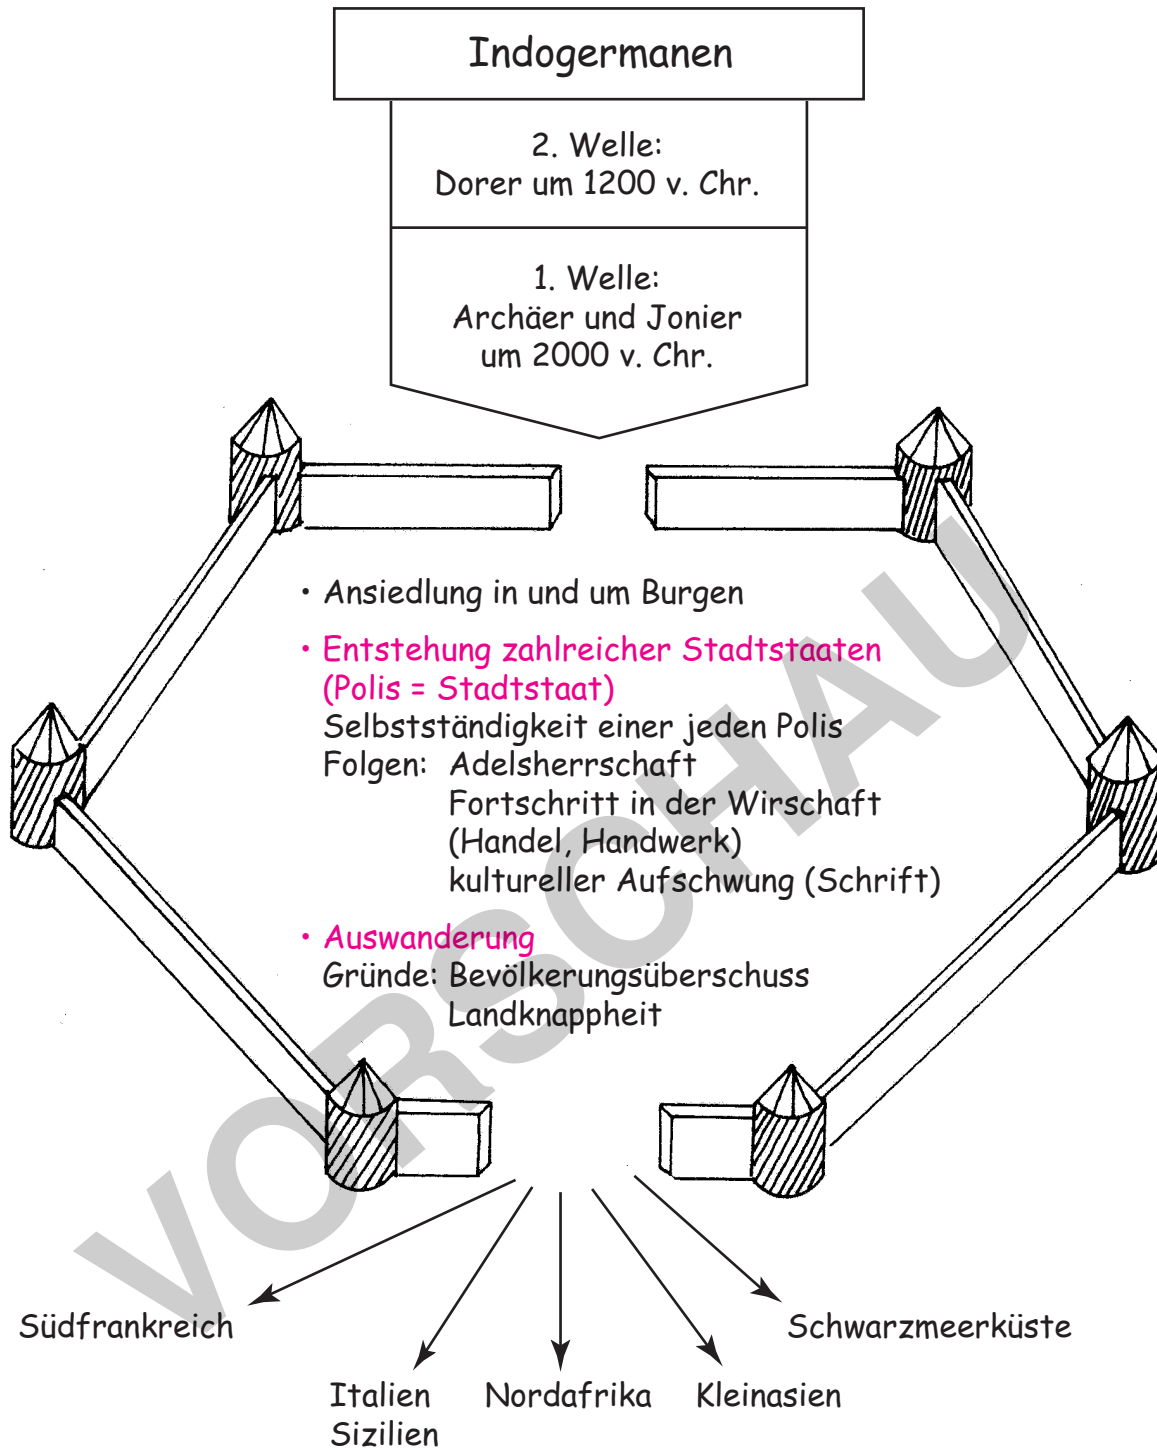 Indogermanen
2. Welle:
Dorer um 1200 v. Chr.
1. Welle:
Archäer und Jonier
um 2000 v. Chr.
• Ansiedlung in und um Burgen
• Entstehung zahlreicher Stadtstaaten
(Polis = Stadtstaat)
Selbstständigkeit einer jeden Polis
Folgen: Adelsherrschaft
Fortschritt in der Wirschaft
(Handel, Handwerk)
kultureller Aufschwung (Schrift)
• Auswanderung
Gründe: Bevölkerungsüberschuss
Landknappheit
VORSCHAU
Südfrankreich
Schwarzmeerküste
Italien
Sizilien
Nordafrika
Kleinasien